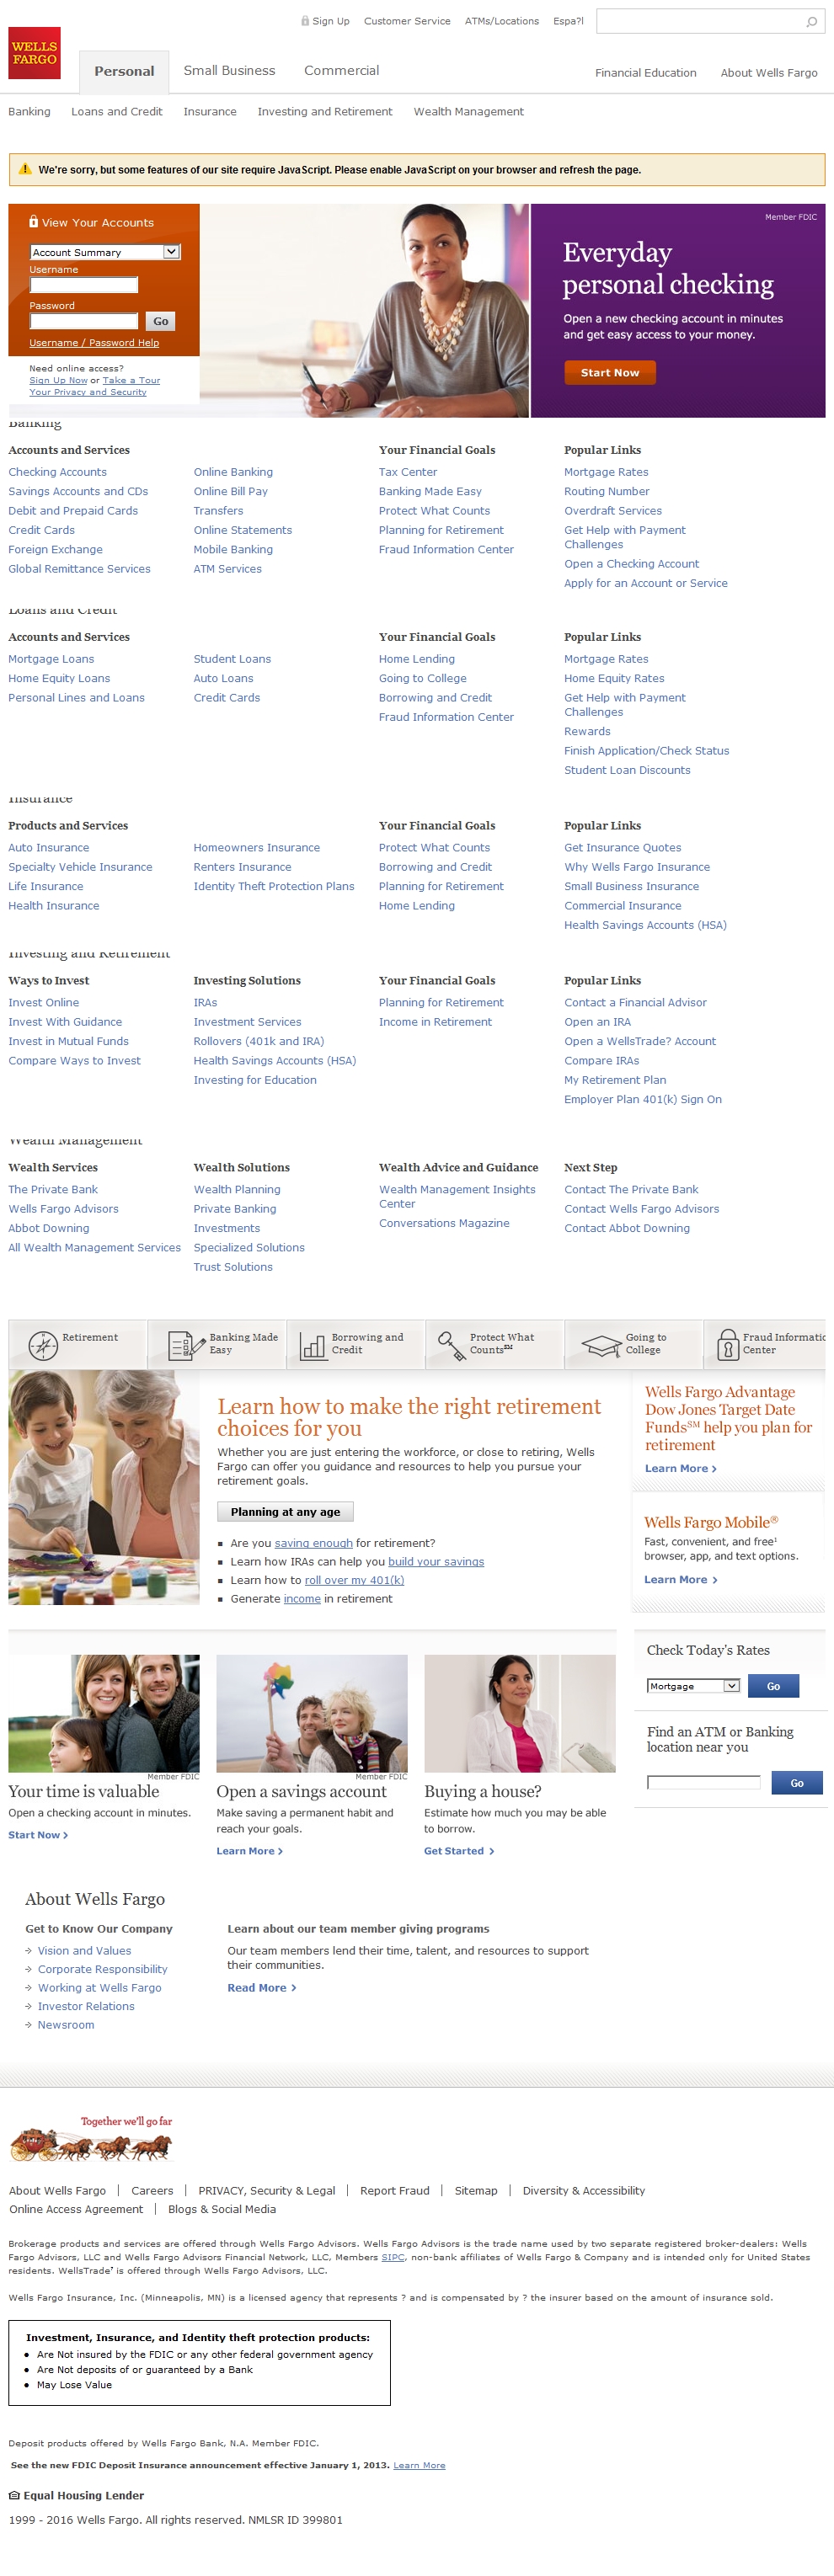 Sign Up Customer Service ATMs/Locations Espa?l
WELLS
FARGO
Personal Small Business Commercial Financial Education About Wells Fargo
Banking Loans and Credit Insurance Investing and Retirement Wealth Management
We're sorry, but some features of our site require JavaScript. Please enable JavaScript on your browser and refresh the page.
View Your Accounts
Account Summary
Username
Password
Go
Username / Password Help
Need online access?
Sign Up Now or Take a Tour
Your Privacy and Security
Member FDIC
Everyday
personal checking
Open a new checking account in minutes
and get easy access to your money.
Start Now
Banking
Accounts and Services Your Financial Goals Popular Links
Checking Accounts Online Banking Tax Center Mortgage Rates
Savings Accounts and CDs Online Bill Pay Banking Made Easy Routing Number
Debit and Prepaid Cards Transfers Protect What Counts Overdraft Services
Credit Cards Online Statements Planning for Retirement Get Help with Payment
Challenges
Foreign Exchange Mobile Banking Fraud Information Center Open a Checking Account
Global Remittance Services ATM Services Apply for an Account or Service
Loans and Credit
Accounts and Services Your Financial Goals Popular Links
Mortgage Loans Student Loans Home Lending Mortgage Rates
Home Equity Loans Auto Loans Going to College Home Equity Rates
Personal Lines and Loans Credit Cards Borrowing and Credit Get Help with Payment
Challenges
Fraud Information Center Rewards
Finish Application/Check Status
Student Loan Discounts
Insurance
Products and Services Your Financial Goals Popular Links
Auto Insurance Homeowners Insurance Protect What Counts Get Insurance Quotes
Specialty Vehicle Insurance Renters Insurance Borrowing and Credit Why Wells Fargo Insurance
Life Insurance Identity Theft Protection Plans Planning for Retirement Small Business Insurance
Health Insurance Home Lending Commercial Insurance
Health Savings Accounts (HSA)
Investing and Retirement
Ways to Invest Investing Solutions Your Financial Goals Popular Links
Invest Online IRAs Planning for Retirement Contact a Financial Advisor
Invest With Guidance Investment Services Income in Retirement Open an IRA
Invest in Mutual Funds Rollovers (401k and IRA) Open a WellsTrade? Account
Compare Ways to Invest Health Savings Accounts (HSA) Compare IRAs
Investing for Education My Retirement Plan
Employer Plan 401(k) Sign On
Wealth Management
Wealth Services Wealth Solutions Wealth Advice and Guidance Next Step
The Private Bank Wealth Planning Wealth Management Insights
Center Contact The Private Bank
Wells Fargo Advisors Private Banking Conversations Magazine Contact Wells Fargo Advisors
Abbot Downing Investments Contact Abbot Downing
All Wealth Management Services Specialized Solutions
Trust Solutions
Retirement
Banking Made
Easy
Borrowing and
Credit
Protect What
Counts℠
Going to
College
Fraud Informatic
Center
Learn how to make the right retirement
choices for you
Whether you are just entering the workforce, or close to retiring, Wells
Fargo can offer you guidance and resources to help you pursue your
retirement goals.
Planning at any age
Are you saving enough for retirement?
Learn how IRAs can help you build your savings
Learn how to roll over my 401(k)
Generate income in retirement
Wells Fargo Advantage
Dow Jones Target Date
Funds℠ help you plan for
retirement
Learn More
Wells Fargo Mobile®
Fast, convenient, and free¹
browser, app, and text options.
Learn More
Member FDIC
Your time is valuable
Open a checking account in minutes.
Start Now
Member FDIC
Open a savings account
Make saving a permanent habit and
reach your goals.
Learn More
Buying a house?
Estimate how much you may be able
to borrow.
Get Started
Check Today's Rates
Mortgage Go
Find an ATM or Banking
location near you
Go
About Wells Fargo
Get to Know Our Company
Vision and Values
Corporate Responsibility
Working at Wells Fargo
Investor Relations
Newsroom
Learn about our team member giving programs
Our team members lend their time, talent, and resources to support
their communities.
Read More
Together we'll go far
About Wells Fargo Careers PRIVACY, Security & Legal Report Fraud Sitemap Diversity & Accessibility
Online Access Agreement Blogs & Social Media
Brokerage products and services are offered through Wells Fargo Advisors. Wells Fargo Advisors is the trade name used by two separate registered broker-dealers: Wells
Fargo Advisors, LLC and Wells Fargo Advisors Financial Network, LLC, Members SIPC, non-bank affiliates of Wells Fargo & Company and is intended only for United States
residents. WellsTrade' is offered through Wells Fargo Advisors, LLC.
Wells Fargo Insurance, Inc. (Minneapolis, MN) is a licensed agency that represents ? and is compensated by ? the insurer based on the amount of insurance sold.
Investment, Insurance, and Identity theft protection products:
Are Not insured by the FDIC or any other federal government agency
Are Not deposits of or guaranteed by a Bank
May Lose Value
Deposit products offered by Wells Fargo Bank, N.A. Member FDIC.
See the new FDIC Deposit Insurance announcement effective January 1, 2013. Learn More
Equal Housing Lender
1999 - 2016 Wells Fargo. All rights reserved. NMLSR ID 399801